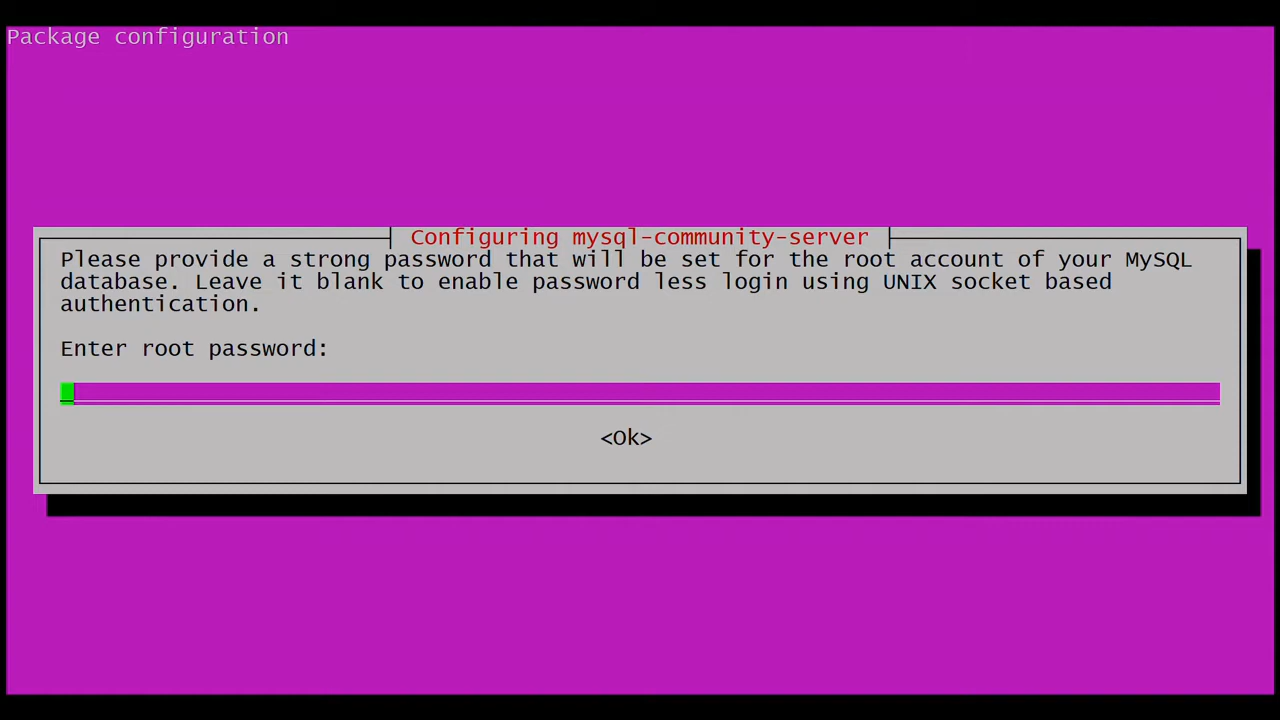 Package configuration
Configuring mysql-community-server
Please provide a strong password that will be set for the root account of your MySQL
database. Leave it blank to enable password less login using UNIX socket based
authentication.
Enter root password:
<Ok>